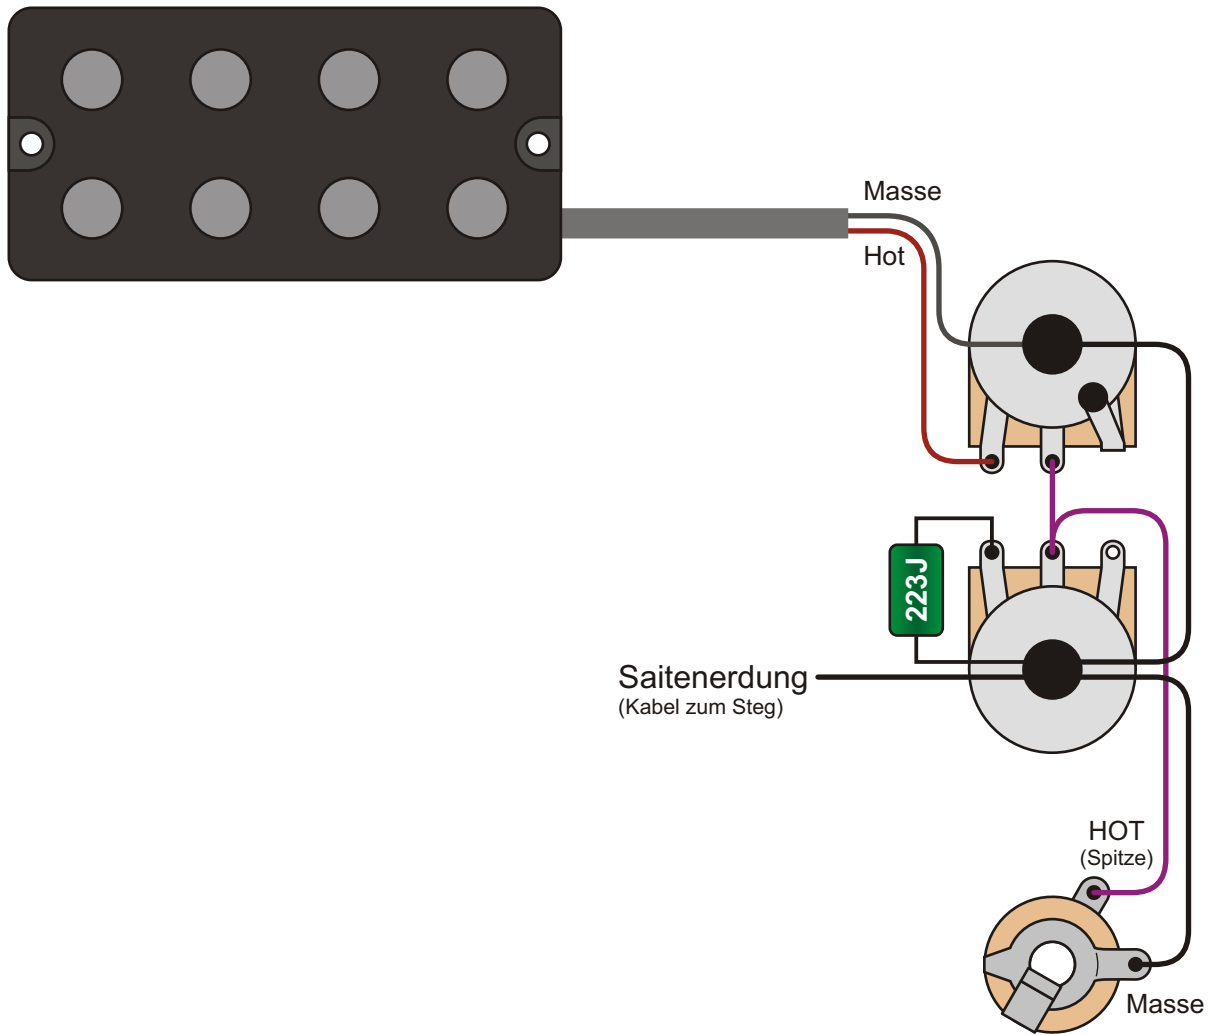 Masse
Hot
223J
Saitenerdung
(Kabel zum Steg)
HOT
(Spitze)
Masse